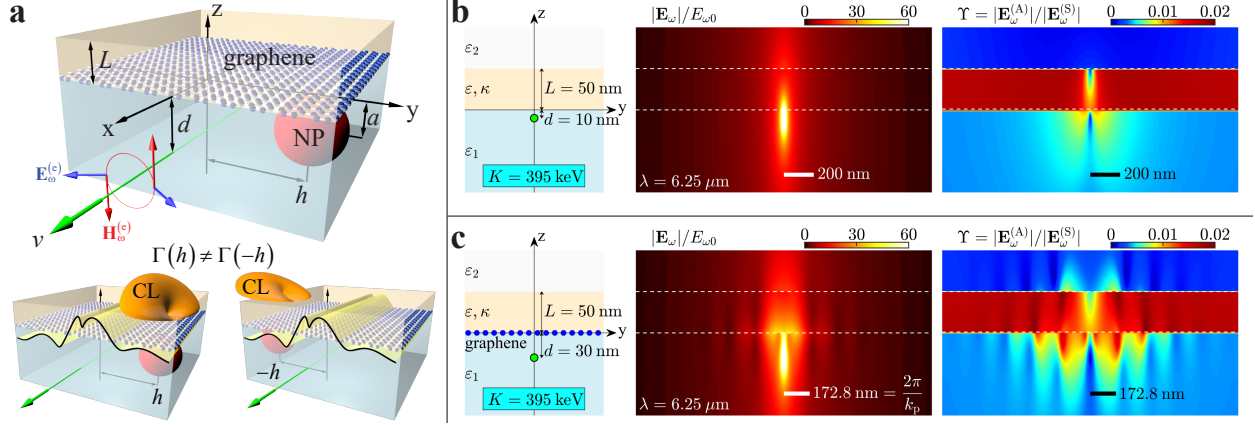 a
z
L
graphene
x
d
y
a
NP
E_ω^(e)
h
v
H_ω^(e)
Γ(h) ≠ Γ(−h)
CL
CL
h
−h
b
z
ε₂
ε, κ
L = 50 nm
y
d = 10 nm
ε₁
K = 395 keV
|E_ω|/E_ω0
0 30 60
λ = 6.25 μm
200 nm
Υ = |E_ω^(A)|/|E_ω^(S)|
0 0.01 0.02
200 nm
c
z
ε₂
ε, κ
L = 50 nm
y
graphene
d = 30 nm
ε₁
K = 395 keV
|E_ω|/E_ω0
0 30 60
λ = 6.25 μm
172.8 nm = 2π/k_p
Υ = |E_ω^(A)|/|E_ω^(S)|
0 0.01 0.02
172.8 nm